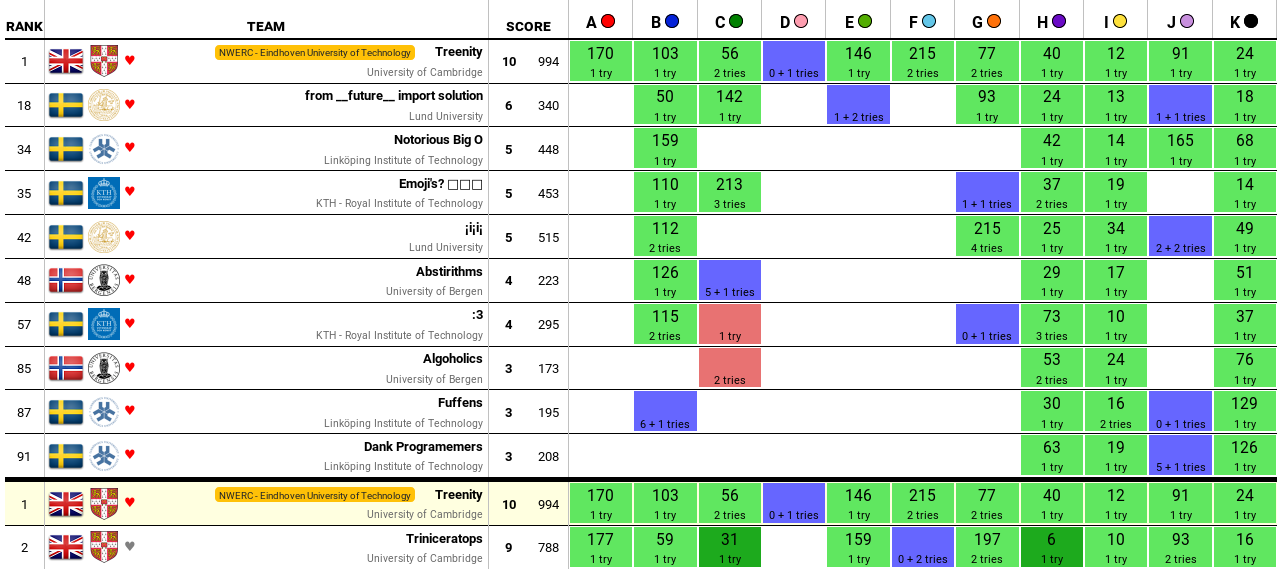 RANK TEAM SCORE A B C D E F G H I J K
1 NWERC - Eindhoven University of Technology Treenity 10 994 170 103 56 146 215 77 40 12 91 24
University of Cambridge 1 try 1 try 2 tries 0 + 1 tries 1 try 2 tries 2 tries 1 try 1 try 1 try 1 try
18 from __future__ import solution 6 340 50 142 93 24 13 18
Lund University 1 try 1 try 1 + 2 tries 1 try 1 try 1 try 1 + 1 tries 1 try
34 Notorious Big O 5 448 159 42 14 165 68
Linköping Institute of Technology 1 try 1 try 1 try 1 try 1 try
35 Emoji's? □□□ 5 453 110 213 37 19 14
KTH - Royal Institute of Technology 1 try 3 tries 1 + 1 tries 2 tries 1 try 1 try
42 ¡i¡i¡ 5 515 112 215 25 34 49
Lund University 2 tries 4 tries 1 try 1 try 2 + 2 tries 1 try
48 Abstirithms 4 223 126 29 17 51
University of Bergen 1 try 5 + 1 tries 1 try 1 try 1 try
57 :3 4 295 115 73 10 37
KTH - Royal Institute of Technology 2 tries 1 try 0 + 1 tries 3 tries 1 try 1 try
85 Algoholics 3 173 53 24 76
University of Bergen 2 tries 2 tries 1 try 1 try
87 Fuffens 3 195 30 16 129
Linköping Institute of Technology 6 + 1 tries 1 try 2 tries 0 + 1 tries 1 try
91 Dank Programemers 3 208 63 19 126
Linköping Institute of Technology 1 try 1 try 5 + 1 tries 1 try
1 NWERC - Eindhoven University of Technology Treenity 10 994 170 103 56 146 215 77 40 12 91 24
University of Cambridge 1 try 1 try 2 tries 0 + 1 tries 1 try 2 tries 2 tries 1 try 1 try 1 try 1 try
2 Triniceratops 9 788 177 59 31 159 197 6 10 93 16
University of Cambridge 1 try 1 try 1 try 1 try 0 + 2 tries 2 tries 1 try 1 try 2 tries 1 try